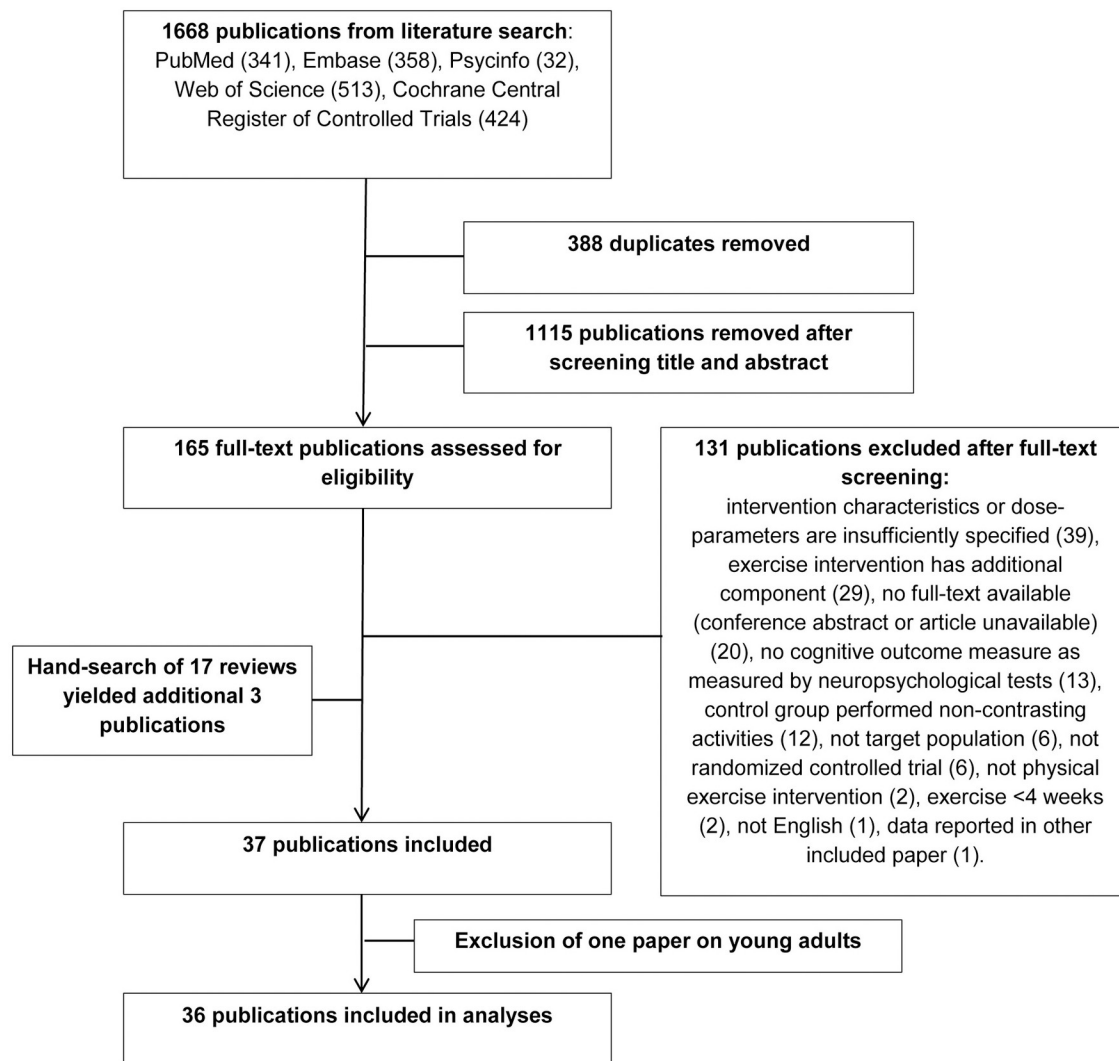 1668 publications from literature search:
PubMed (341), Embase (358), Psycinfo (32),
Web of Science (513), Cochrane Central
Register of Controlled Trials (424)
388 duplicates removed
1115 publications removed after
screening title and abstract
165 full-text publications assessed for
eligibility
131 publications excluded after full-text
screening:
intervention characteristics or dose-
parameters are insufficiently specified (39),
exercise intervention has additional
component (29), no full-text available
(conference abstract or article unavailable)
(20), no cognitive outcome measure as
measured by neuropsychological tests (13),
control group performed non-contrasting
activities (12), not target population (6), not
randomized controlled trial (6), not physical
exercise intervention (2), exercise <4 weeks
(2), not English (1), data reported in other
included paper (1).
Hand-search of 17 reviews
yielded additional 3
publications
37 publications included
Exclusion of one paper on young adults
36 publications included in analyses